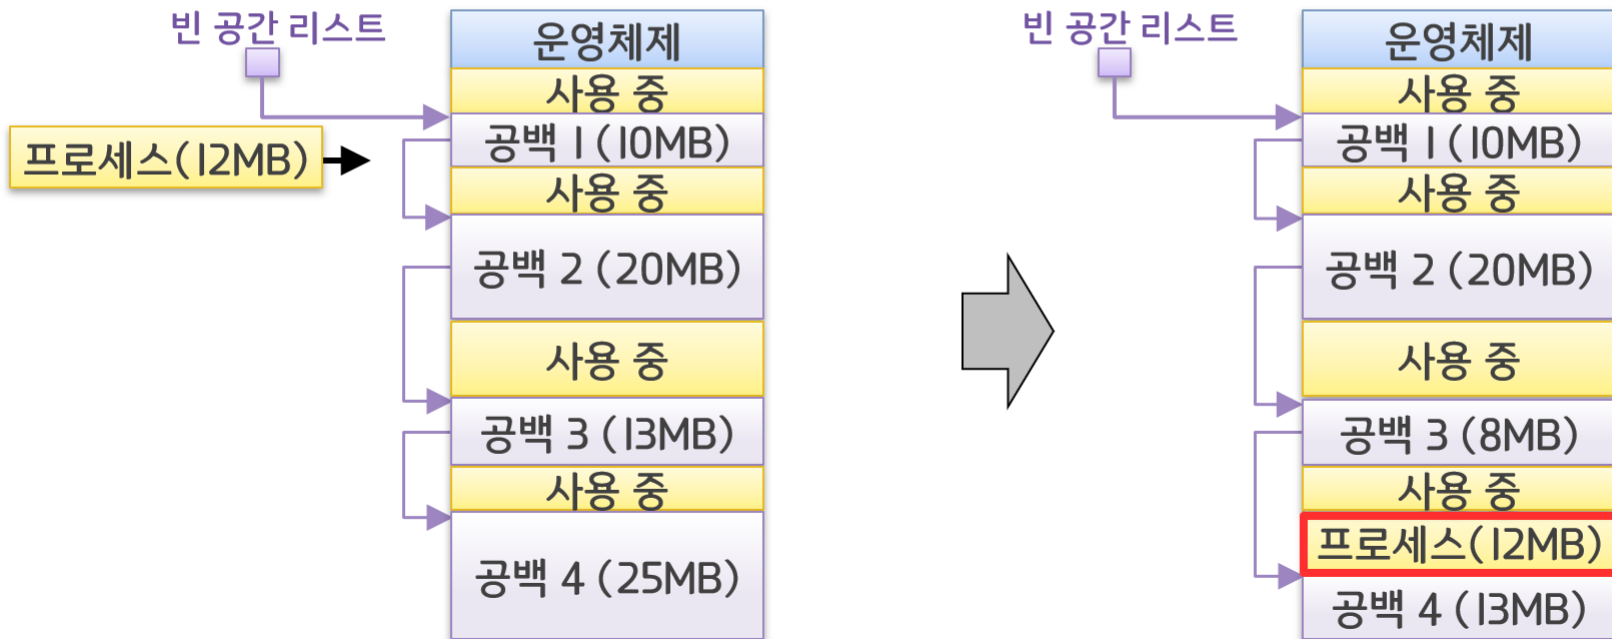 빈 공간 리스트
프로세스(12MB)
운영체제
사용 중
공백 1 (10MB)
사용 중
공백 2 (20MB)
사용 중
공백 3 (13MB)
사용 중
공백 4 (25MB)
빈 공간 리스트
운영체제
사용 중
공백 1 (10MB)
사용 중
공백 2 (20MB)
사용 중
공백 3 (8MB)
사용 중
프로세스(12MB)
공백 4 (13MB)